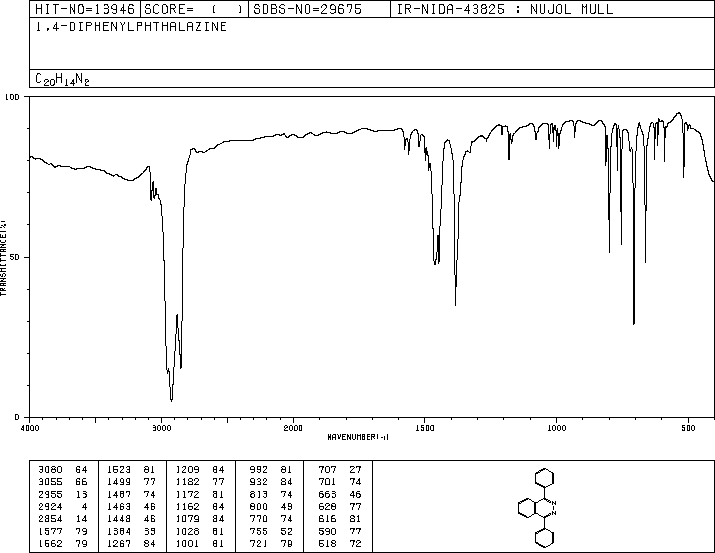 HIT-NO=13946 SCORE= ( ) SDBS-NO=29675 IR-NIDA-43825 : NUJOL MULL
1,4-DIPHENYLPHTHALAZINE
C20H14N2
100
50
0
TRANSMITTANCE(%)
4000 3000 2000 1500 1000 500
WAVENUMBER(-1)
3080 64 1523 81 1209 84 992 81 707 27
3055 66 1499 77 1182 77 932 84 701 74
2955 13 1487 74 1172 81 813 74 663 46
2924 4 1463 46 1162 84 800 49 628 77
2854 14 1448 46 1079 84 770 74 616 81
1577 79 1384 33 1028 81 755 52 590 77
1562 79 1267 84 1001 81 721 79 518 72
N
N